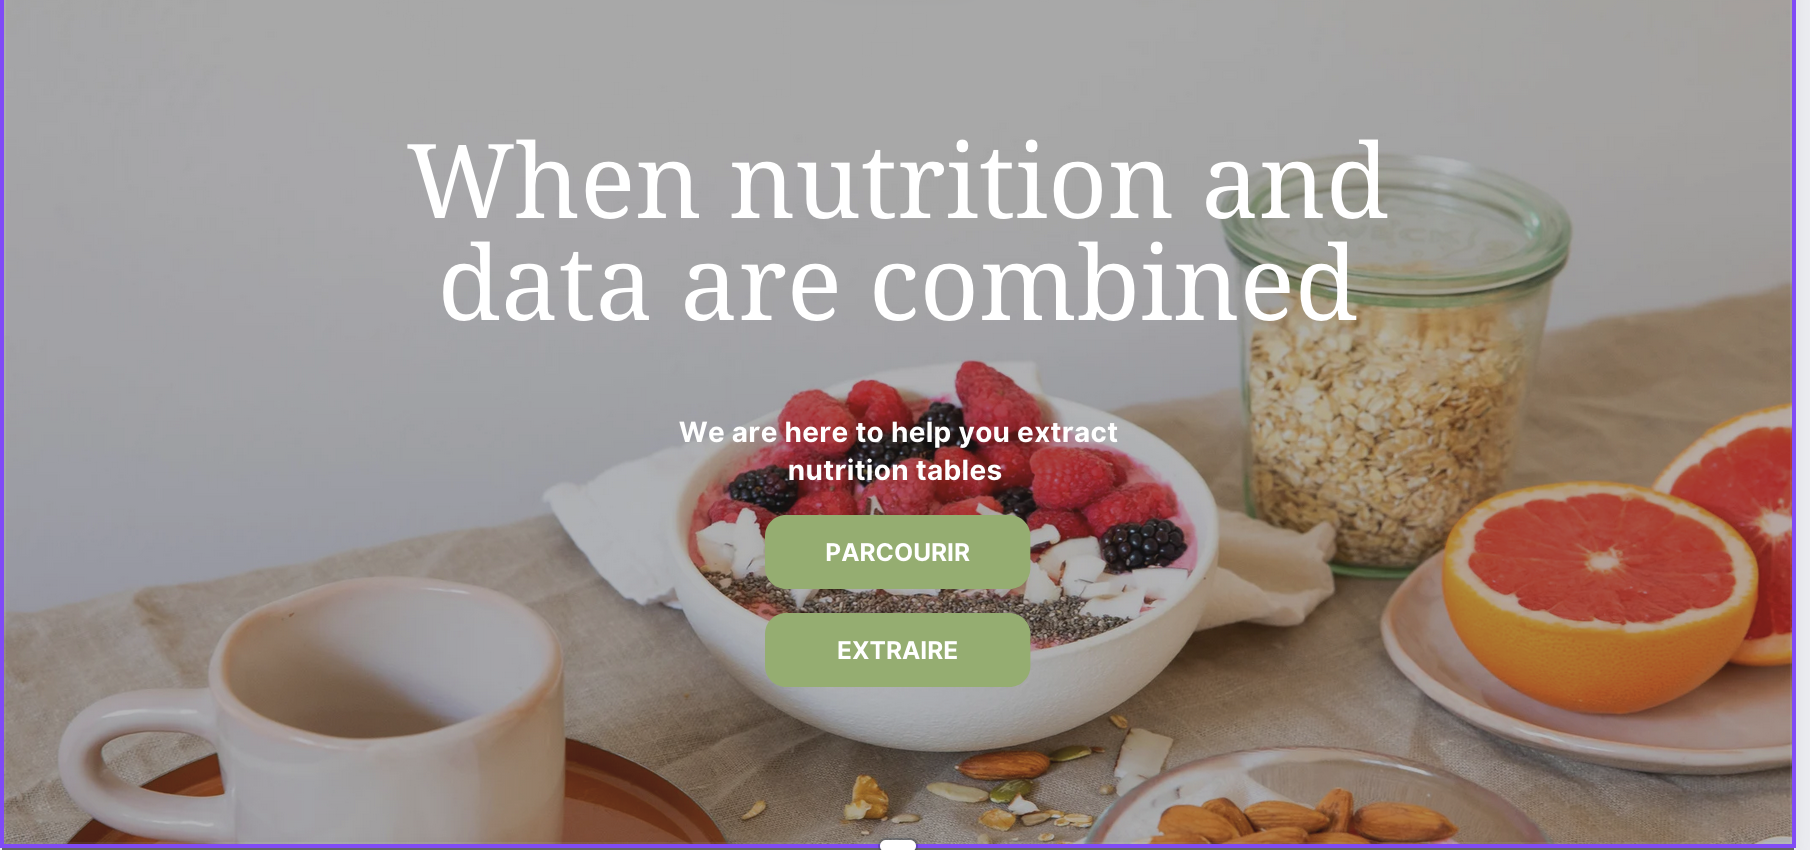 When nutrition and
data are combined
We are here to help you extract
nutrition tables
PARCOURIR
EXTRAIRE